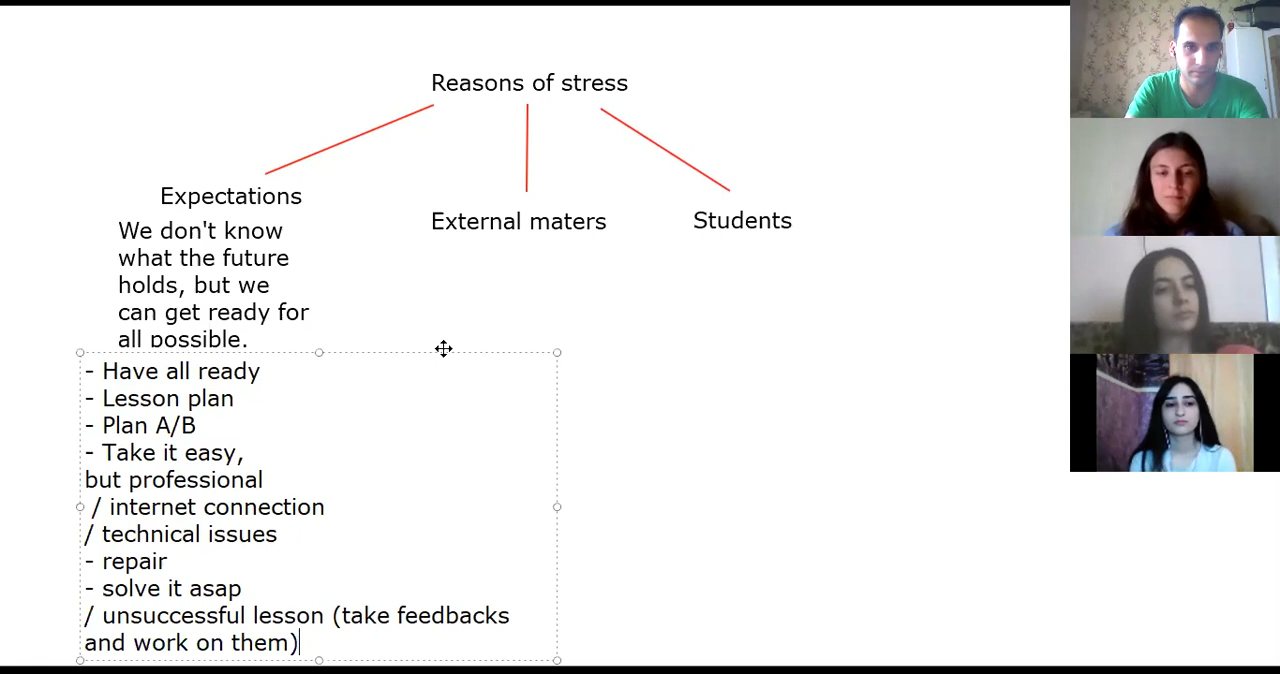 Reasons of stress
Expectations
We don't know
what the future
holds, but we
can get ready for
all possible.
External maters
Students
- Have all ready
- Lesson plan
- Plan A/B
- Take it easy,
but professional
/ internet connection
/ technical issues
- repair
- solve it asap
/ unsuccessful lesson (take feedbacks
and work on them)